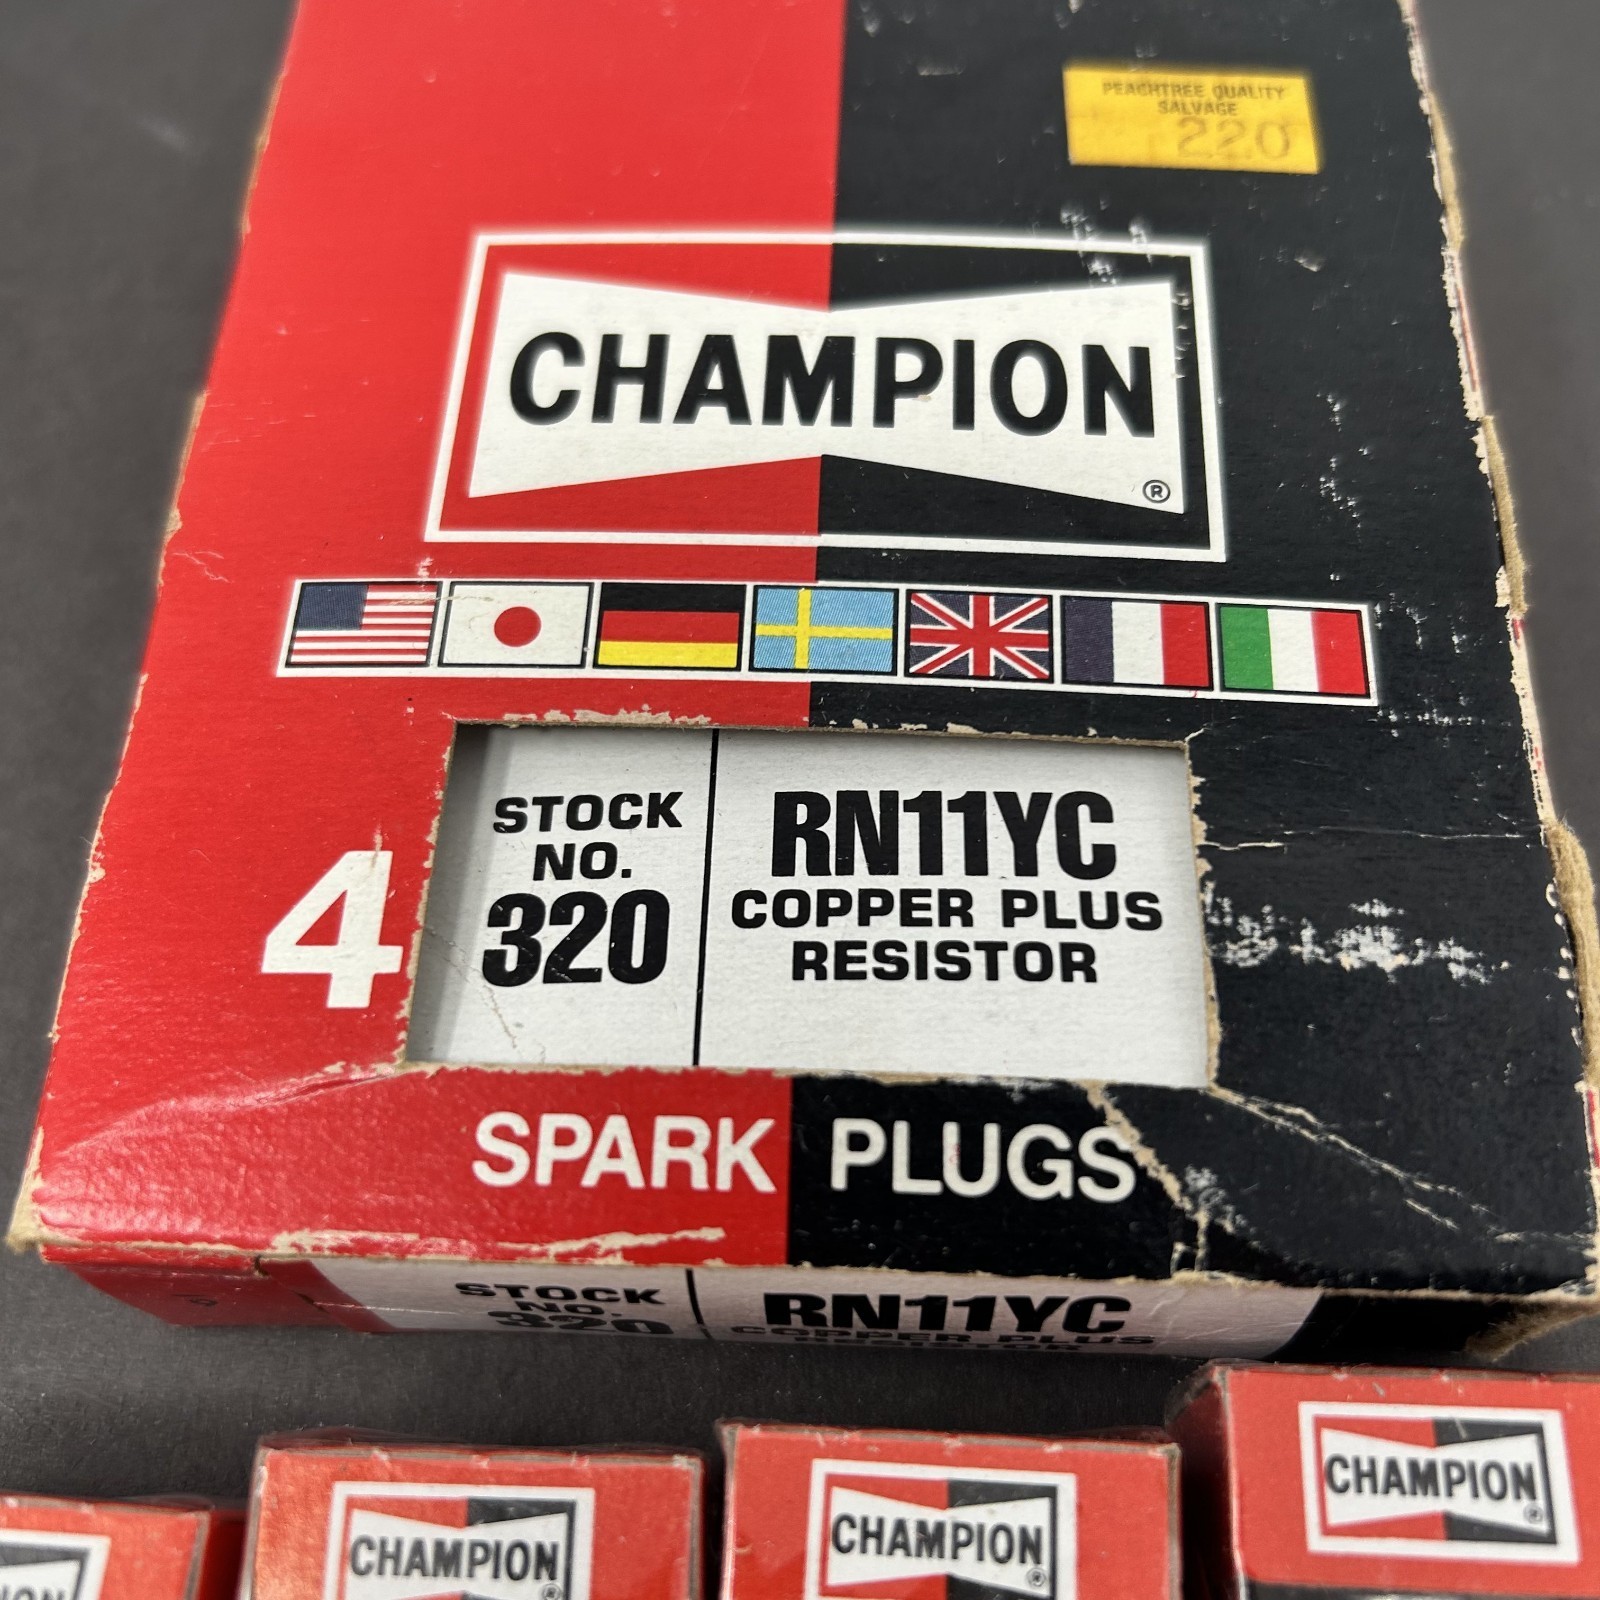 PEACHTREE QUALITY
SALVAGE
220
CHAMPION
®
STOCK
NO.
320
RN11YC
COPPER PLUS
RESISTOR
4
SPARK PLUGS
STOCK
NO.
320
RN11YC
COPPER PLUS
RESISTOR
CHAMPION
®
CHAMPION
®
CHAMPION
®